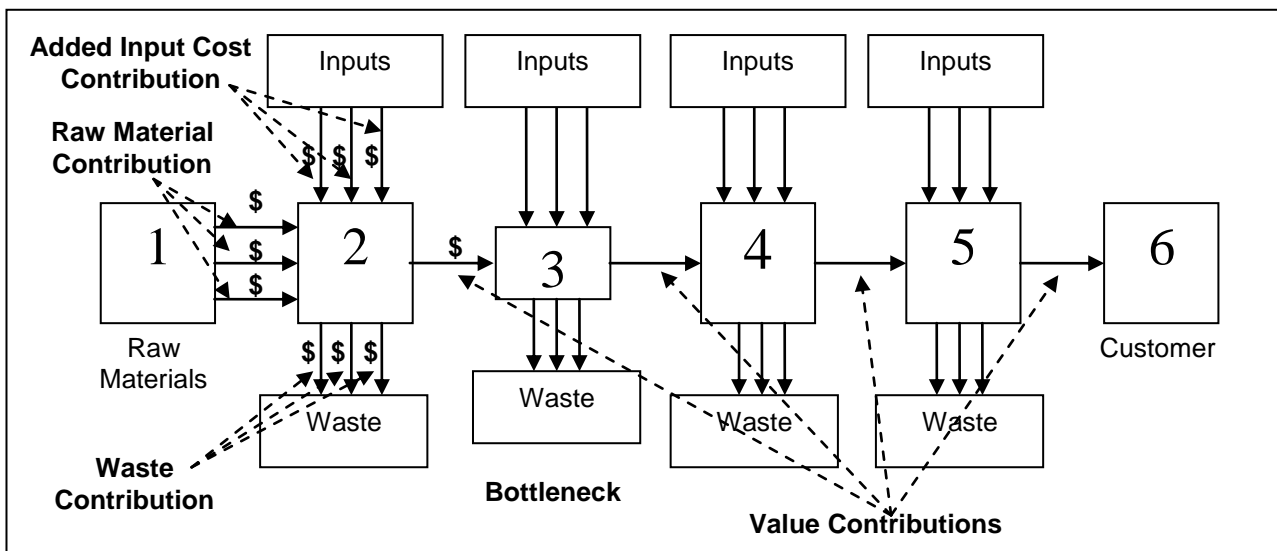 Added Input Cost
Contribution
Inputs
Inputs
Inputs
Inputs
Raw Material
Contribution
$ $ $
$
$
$
$
1
2
3
4
5
6
Raw
Materials
Customer
$ $ $
Waste
Waste
Waste
Waste
Waste
Contribution
Bottleneck
Value Contributions